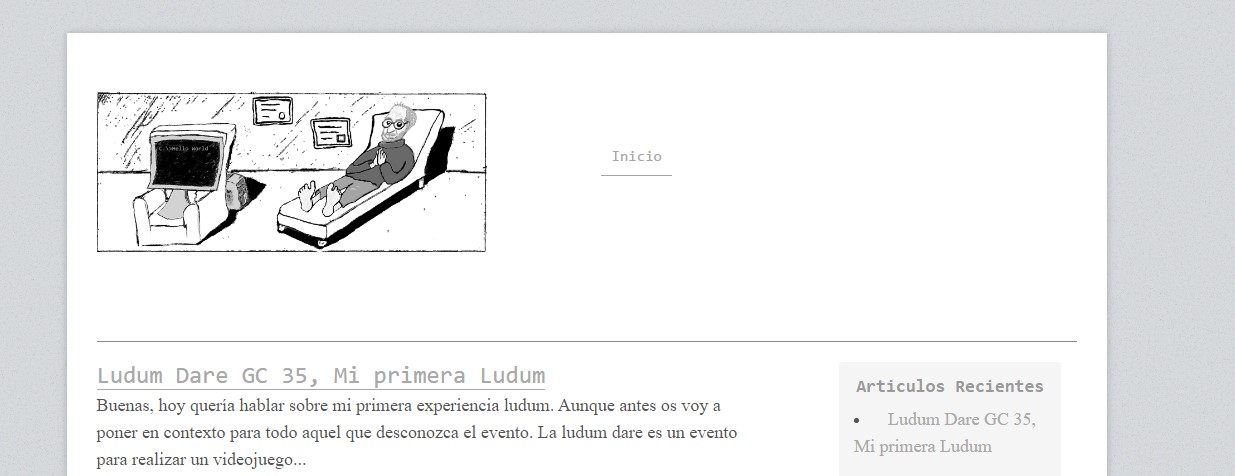 C:\Hello World
Inicio
Ludum Dare GC 35, Mi primera Ludum
Buenas, hoy quería hablar sobre mi primera experiencia ludum. Aunque antes os voy a
poner en contexto para todo aquel que desconozca el evento. La ludum dare es un evento
para realizar un videojuego...
Articulos Recientes
Ludum Dare GC 35,
Mi primera Ludum